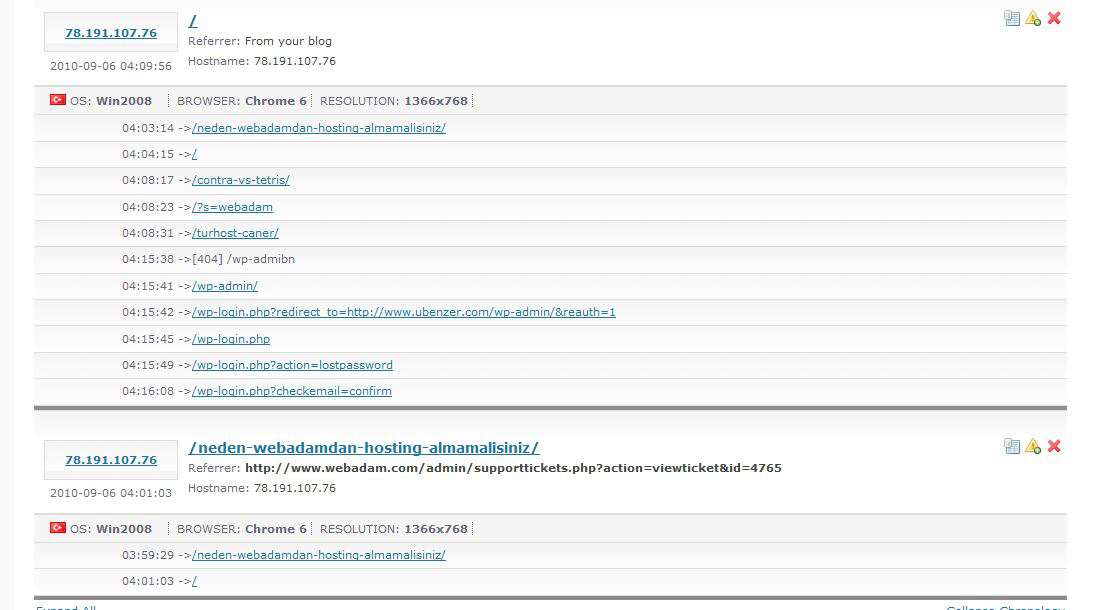 /
78.191.107.76
Referrer: From your blog
2010-09-06 04:09:56
Hostname: 78.191.107.76
OS: Win2008 BROWSER: Chrome 6 RESOLUTION: 1366x768
04:03:14 ->/neden-webadamdan-hosting-almamalisiniz/
04:04:15 ->/
04:08:17 ->/contra-vs-tetris/
04:08:23 ->/?s=webadam
04:08:31 ->/turhost-caner/
04:15:38 ->[404] /wp-admibn
04:15:41 ->/wp-admin/
04:15:42 ->/wp-login.php?redirect_to=http://www.ubenzer.com/wp-admin/&reauth=1
04:15:45 ->/wp-login.php
04:15:49 ->/wp-login.php?action=lostpassword
04:16:08 ->/wp-login.php?checkemail=confirm
/neden-webadamdan-hosting-almamalisiniz/
78.191.107.76
Referrer: http://www.webadam.com/admin/supporttickets.php?action=viewticket&id=4765
2010-09-06 04:01:03
Hostname: 78.191.107.76
OS: Win2008 BROWSER: Chrome 6 RESOLUTION: 1366x768
03:59:29 ->/neden-webadamdan-hosting-almamalisiniz/
04:01:03 ->/
Expand All Collapse Chronology